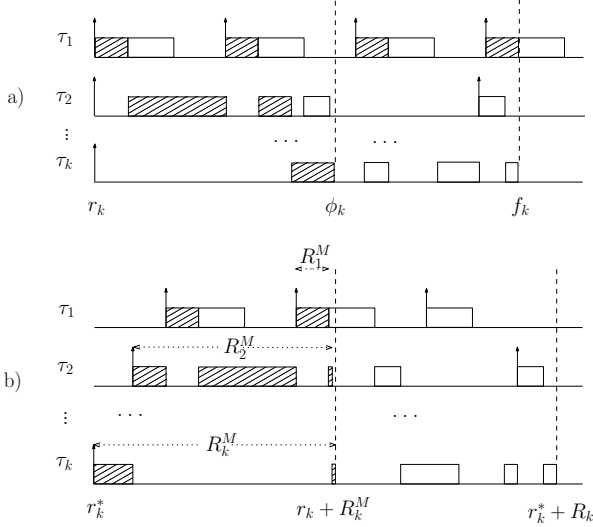 τ₁
a)
τ₂
⋮
. . . . . .
τₖ
rₖ ϕₖ fₖ
R₁ᴹ
τ₁
R₂ᴹ
b)
τ₂
⋮
. . . . . .
Rₖᴹ
τₖ
rₖ* rₖ + Rₖᴹ rₖ* + Rₖ